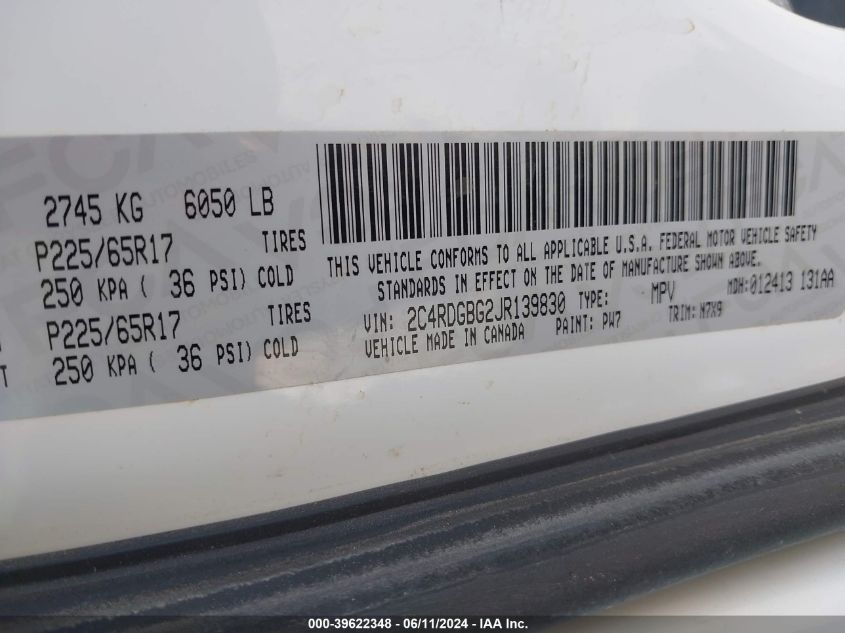 2745 KG 6050 LB
P225/65R17 TIRES
250 KPA ( 36 PSI) COLD
P225/65R17 TIRES
250 KPA ( 36 PSI) COLD
THIS VEHICLE CONFORMS TO ALL APPLICABLE U.S.A. FEDERAL MOTOR VEHICLE SAFETY
STANDARDS IN EFFECT ON THE DATE OF MANUFACTURE SHOWN ABOVE.
VIN: 2C4RDGBG2JR139830 TYPE: MPV MDH:012413 131AA
VEHICLE MADE IN CANADA PAINT: PW7 TRIM: N7X9
000-39622348 - 06/11/2024 - IAA Inc.